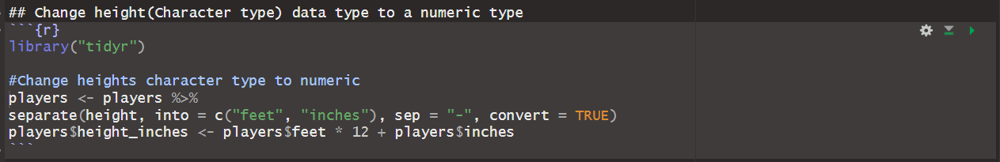 ## Change height(Character type) data type to a numeric type
```{r}
library("tidyr")
#Change heights character type to numeric
players <- players %>%
separate(height, into = c("feet", "inches"), sep = "-", convert = TRUE)
players$height_inches <- players$feet * 12 + players$inches
```